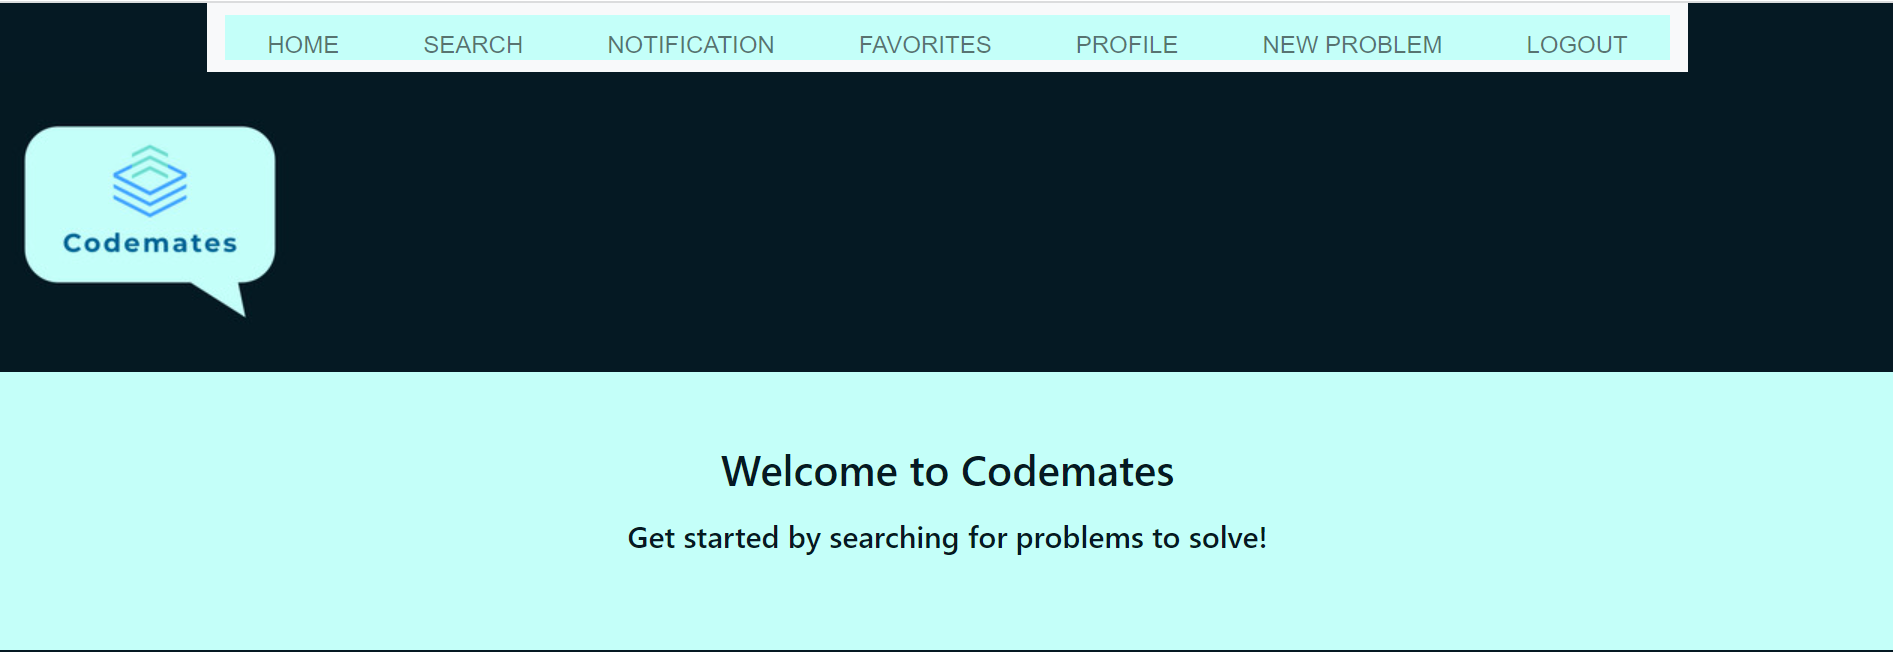 HOME SEARCH NOTIFICATION FAVORITES PROFILE NEW PROBLEM LOGOUT
Codemates
Welcome to Codemates
Get started by searching for problems to solve!